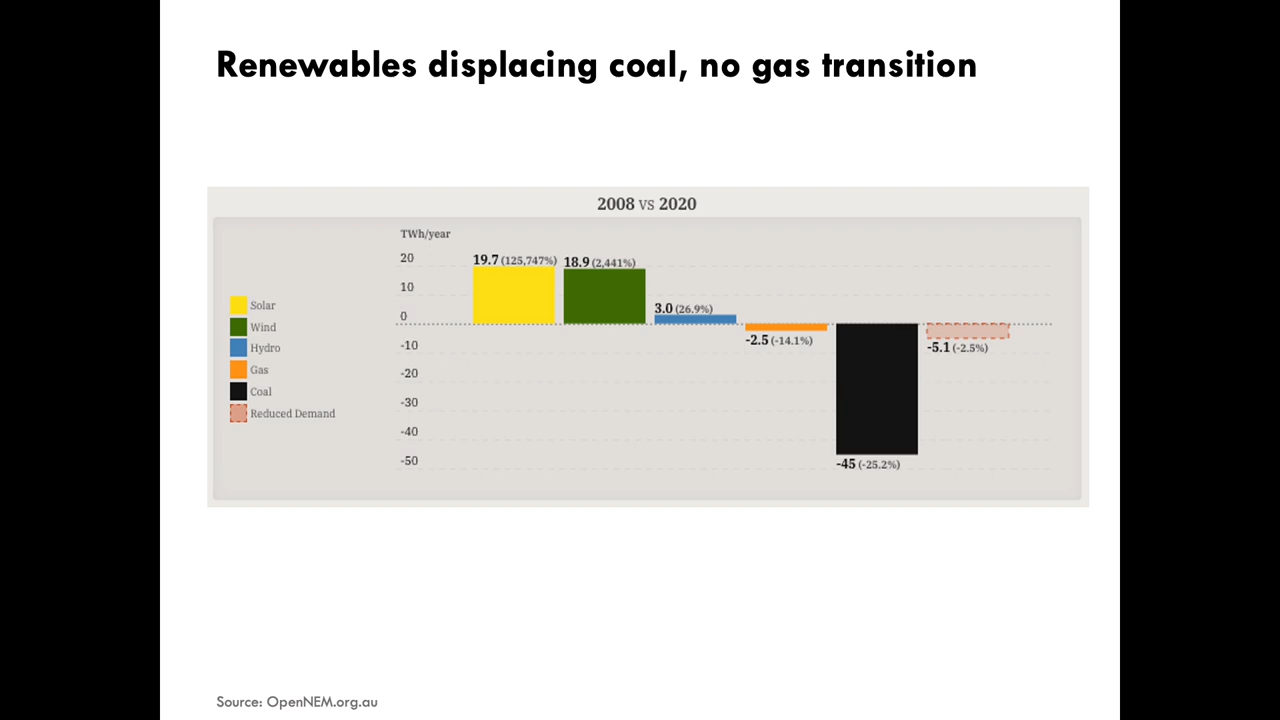 Renewables displacing coal, no gas transition
2008 VS 2020
TWh/year
20
10
0
-10
-20
-30
-40
-50
19.7 (125,747%)
18.9 (2,441%)
3.0 (26.9%)
-2.5 (-14.1%)
-45 (-25.2%)
-5.1 (-2.5%)
Solar
Wind
Hydro
Gas
Coal
Reduced Demand
Source: OpenNEM.org.au